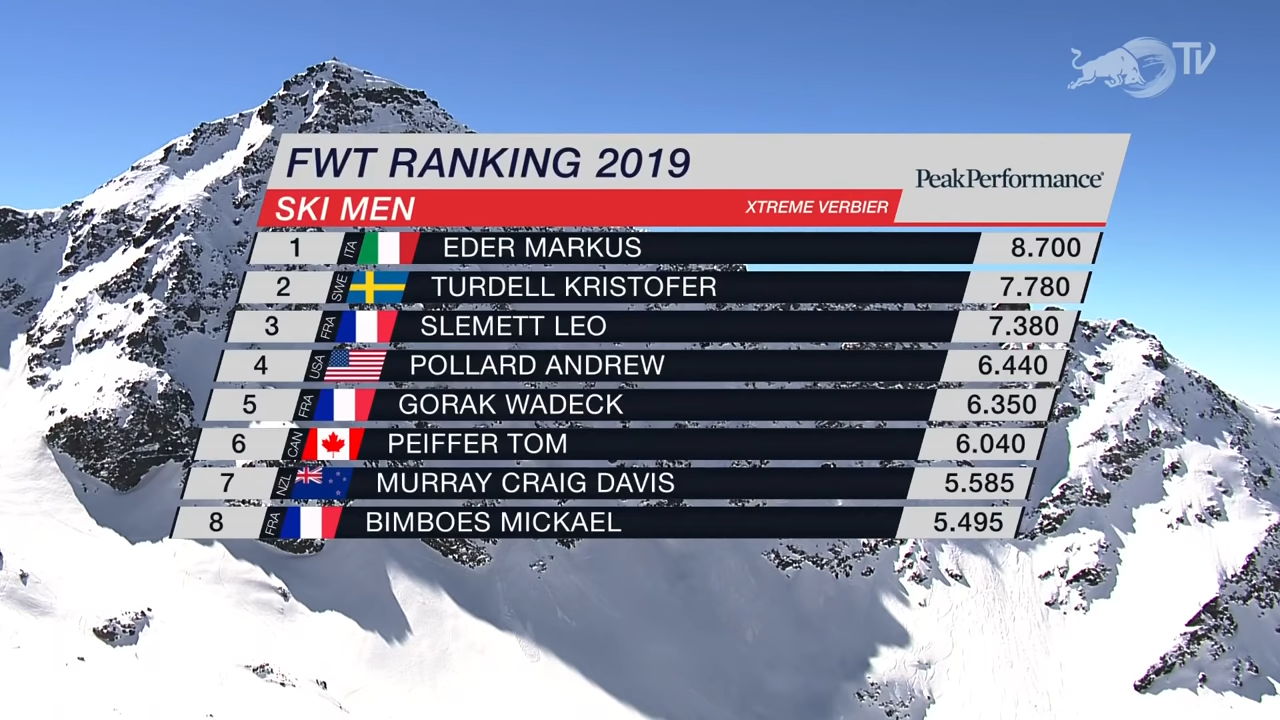 TV
FWT RANKING 2019
PeakPerformance
SKI MEN XTREME VERBIER
1 ITA EDER MARKUS 8.700
2 SWE TURDELL KRISTOFER 7.780
3 FRA SLEMETT LEO 7.380
4 USA POLLARD ANDREW 6.440
5 FRA GORAK WADECK 6.350
6 CAN PEIFFER TOM 6.040
7 NZL MURRAY CRAIG DAVIS 5.585
8 FRA BIMBOES MICKAEL 5.495